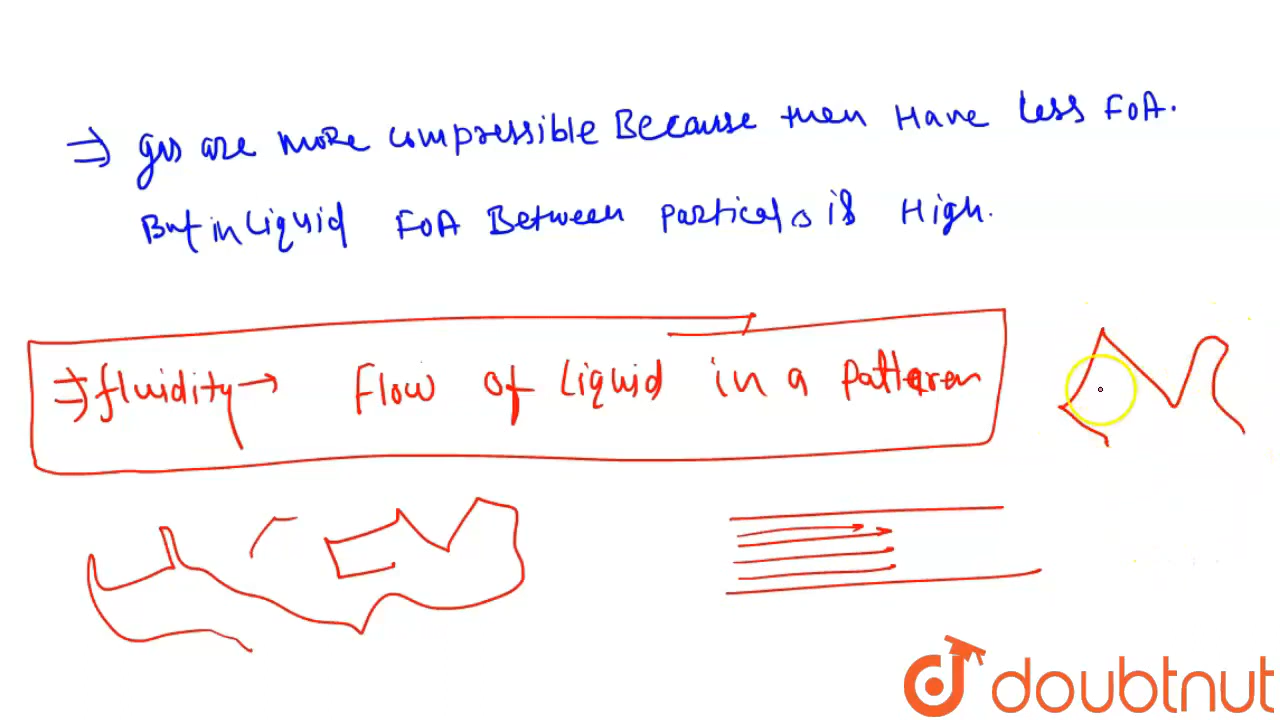 ⇒ gas are more compressible Because then Have less FOA.
But in Liquid FOA Between particals is High.
⇒ fluidity → Flow of Liquid in a Patteren
doubtnut